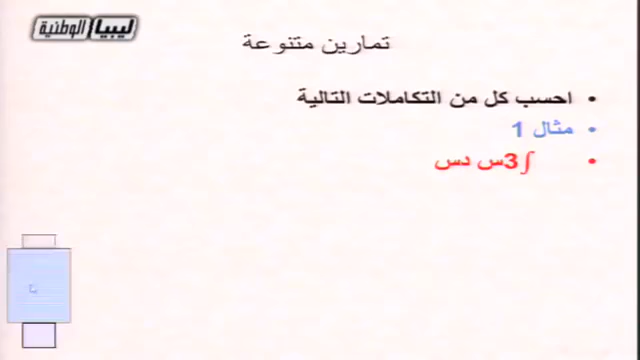 ليبيا الوطنية
تمارين متنوعة
• احسب كل من التكاملات التالية
• مثال 1
• ∫3س دس